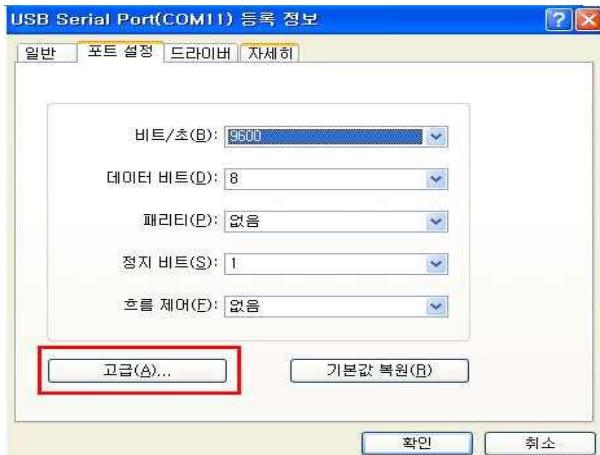 USB Serial Port(COM11) 등록 정보
일반 포트 설정 드라이버 자세히
비트/초(B): 9600
데이터 비트(D): 8
패리티(P): 없음
정지 비트(S): 1
흐름 제어(F): 없음
고급(A)... 기본값 복원(R)
확인 취소